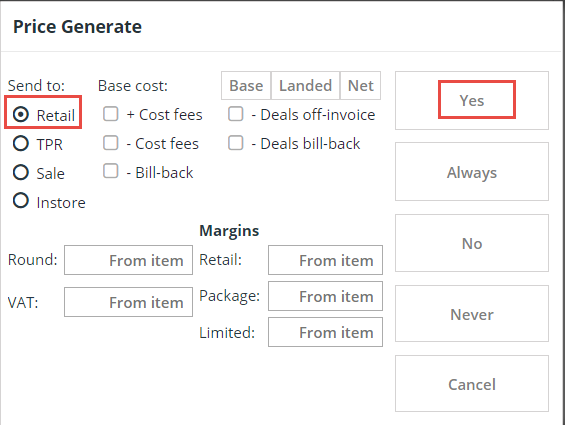 Price Generate
Send to:
Retail
TPR
Sale
Instore
Base cost:
+ Cost fees
- Cost fees
- Bill-back
Base Landed Net
- Deals off-invoice
- Deals bill-back
Round: From item
VAT: From item
Margins
Retail: From item
Package: From item
Limited: From item
Yes
Always
No
Never
Cancel